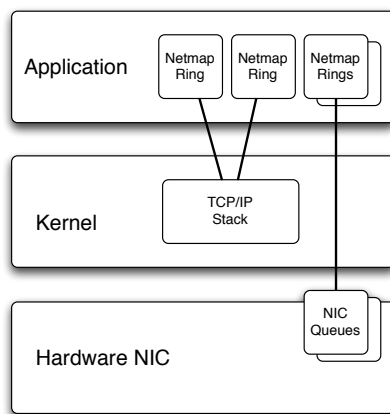 Application
Netmap
Ring
Netmap
Ring
Netmap
Rings
Kernel
TCP/IP
Stack
Hardware NIC
NIC
Queues